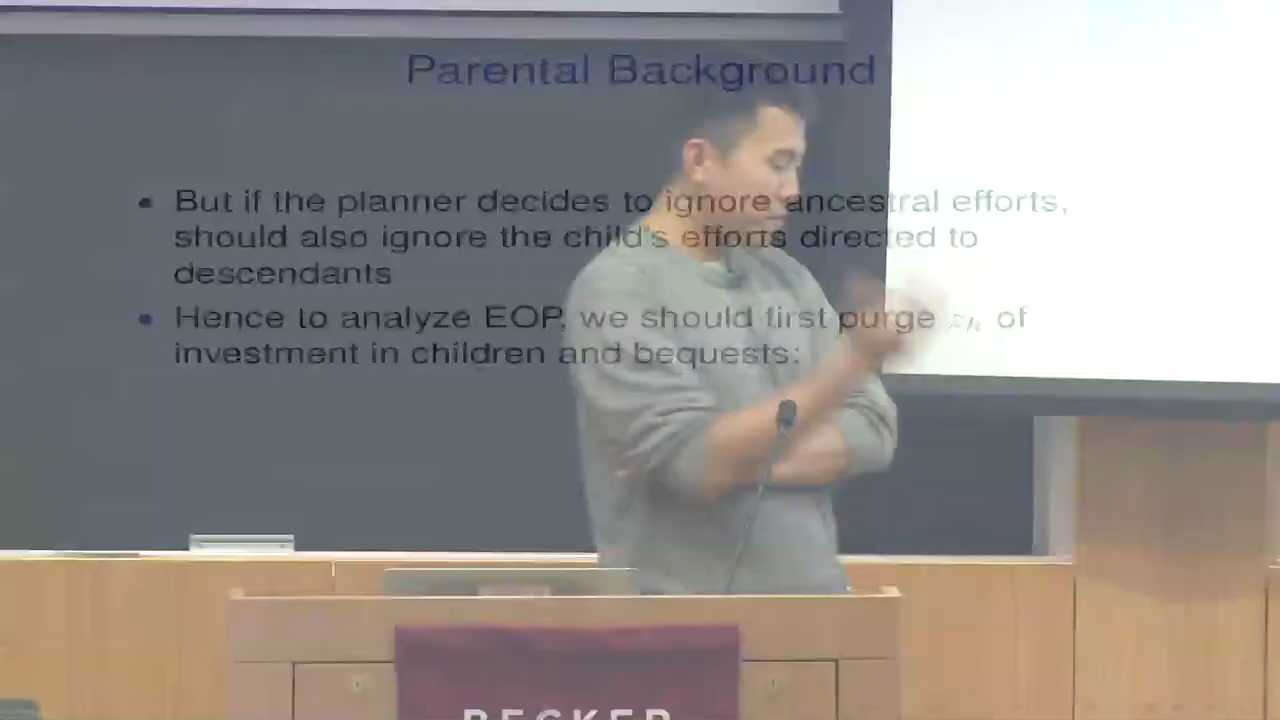 Parental Background
• But if the planner decides to ignore ancestral efforts,
should also ignore the child's efforts directed to
descendants
• Hence to analyze EOP, we should first purge of
investment in children and bequests:
BECKER